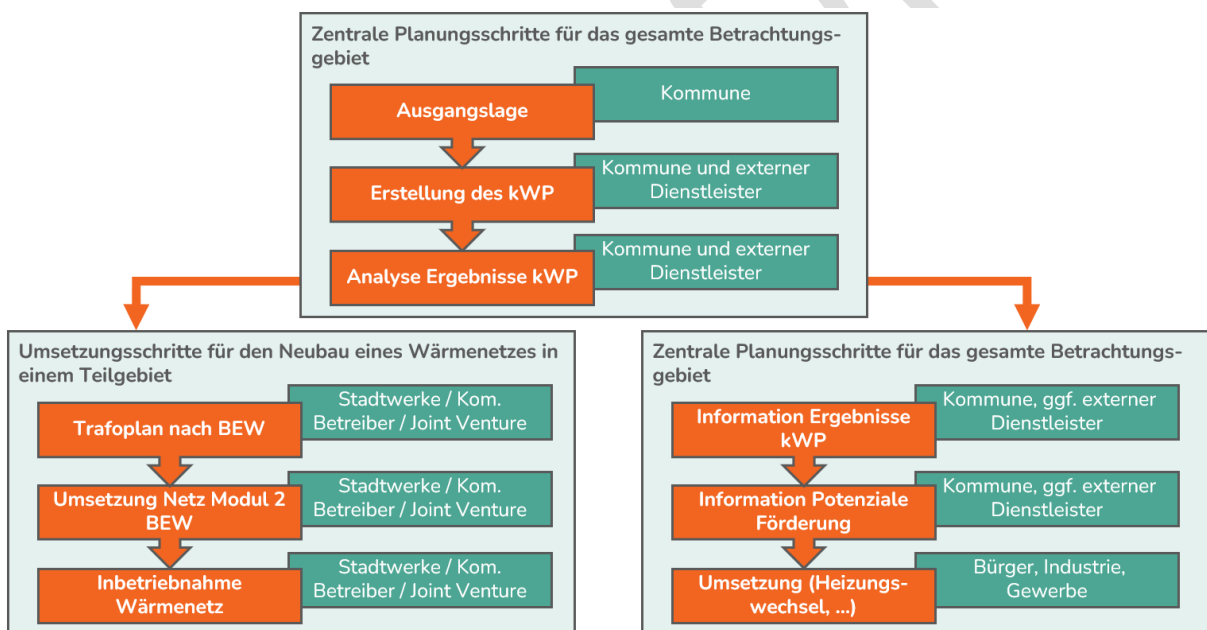 Zentrale Planungsschritte für das gesamte Betrachtungs-
gebiet
Ausgangslage
Kommune
Erstellung des kWP
Kommune und externer
Dienstleister
Analyse Ergebnisse kWP
Kommune und externer
Dienstleister
Umsetzungsschritte für den Neubau eines Wärmenetzes in
einem Teilgebiet
Trafoplan nach BEW
Stadtwerke / Kom.
Betreiber / Joint Venture
Umsetzung Netz Modul 2
BEW
Stadtwerke / Kom.
Betreiber / Joint Venture
Inbetriebnahme
Wärmenetz
Stadtwerke / Kom.
Betreiber / Joint Venture
Zentrale Planungsschritte für das gesamte Betrachtungs-
gebiet
Information Ergebnisse
kWP
Kommune, ggf. externer
Dienstleister
Information Potenziale
Förderung
Kommune, ggf. externer
Dienstleister
Umsetzung (Heizungs-
wechsel, ...)
Bürger, Industrie,
Gewerbe